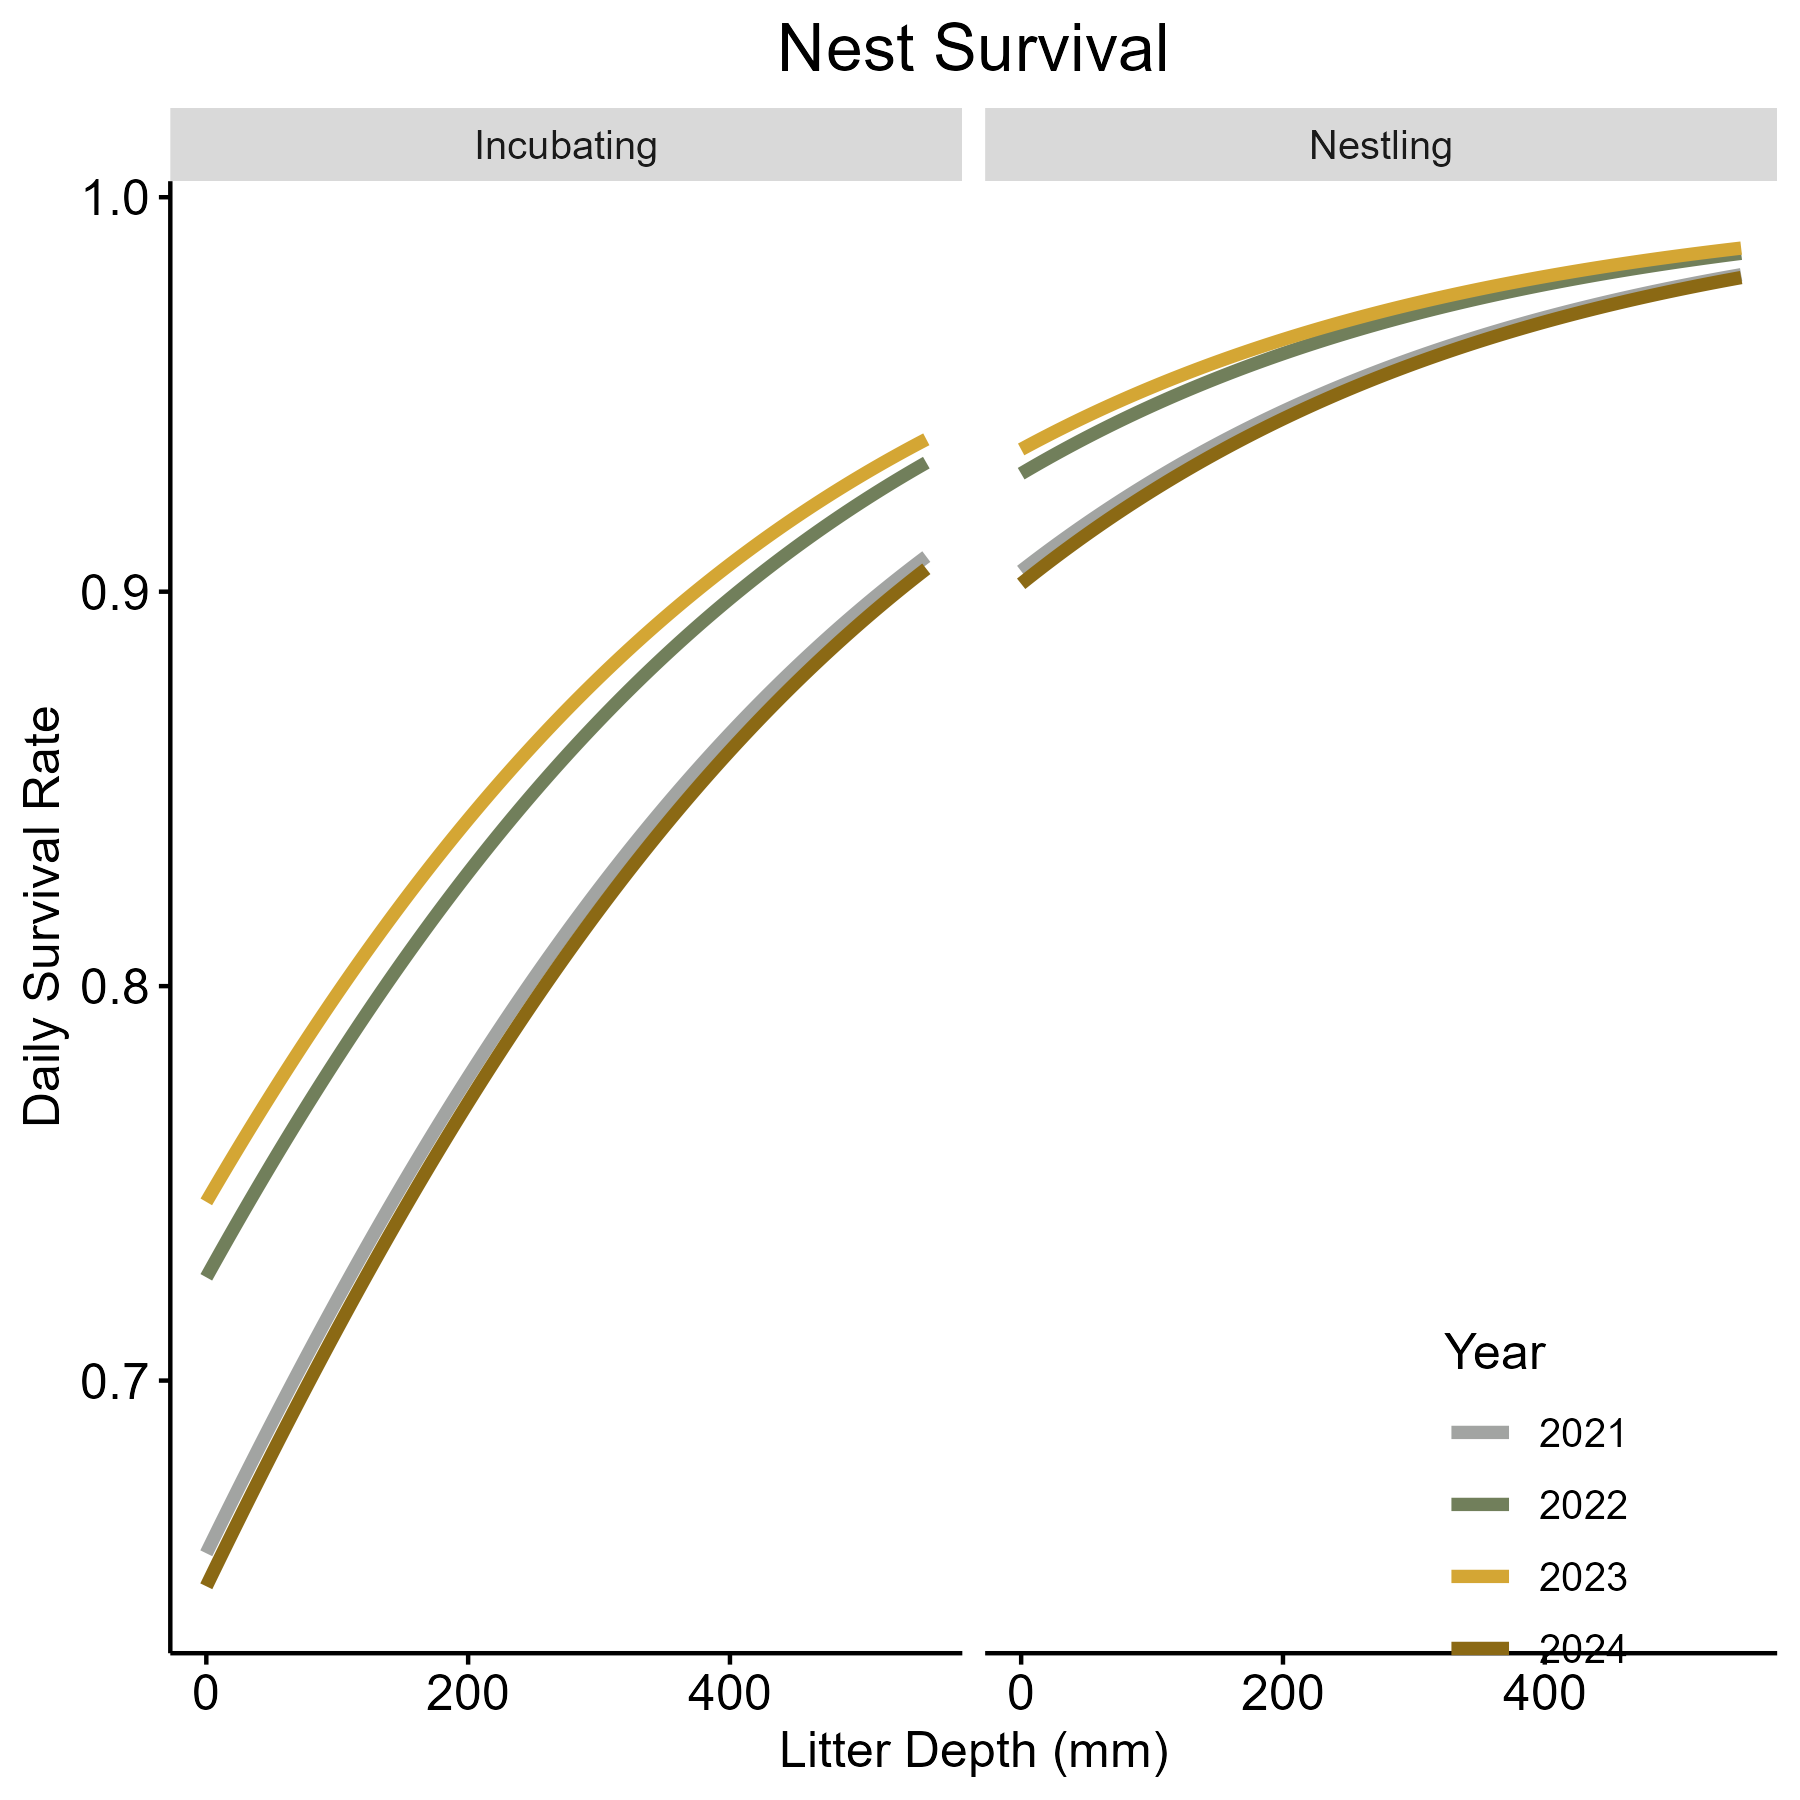 Nest Survival
Incubating
Nestling
1.0
0.9
0.8
0.7
Daily Survival Rate
Year
2021
2022
2023
2024
0 200 400
0 200 400
Litter Depth (mm)